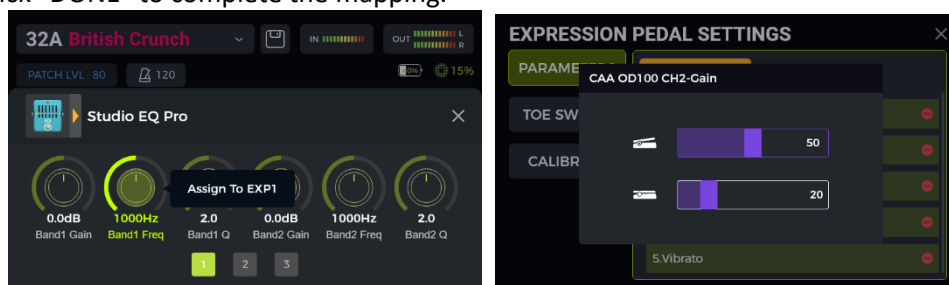 "DONE" to complete the mapping.
32A British Crunch
IN
OUT
L
R
PATCH LVL: 80
120
0%
15%
Studio EQ Pro
Assign To EXP1
0.0dB
1000Hz
2.0
0.0dB
1000Hz
2.0
Band1 Gain
Band1 Freq
Band1 Q
Band2 Gain
Band2 Freq
Band2 Q
1
2
3
EXPRESSION PEDAL SETTINGS
CAA OD100 CH2-Gain
TOE SW
50
CALIBR
20
5.Vibrato